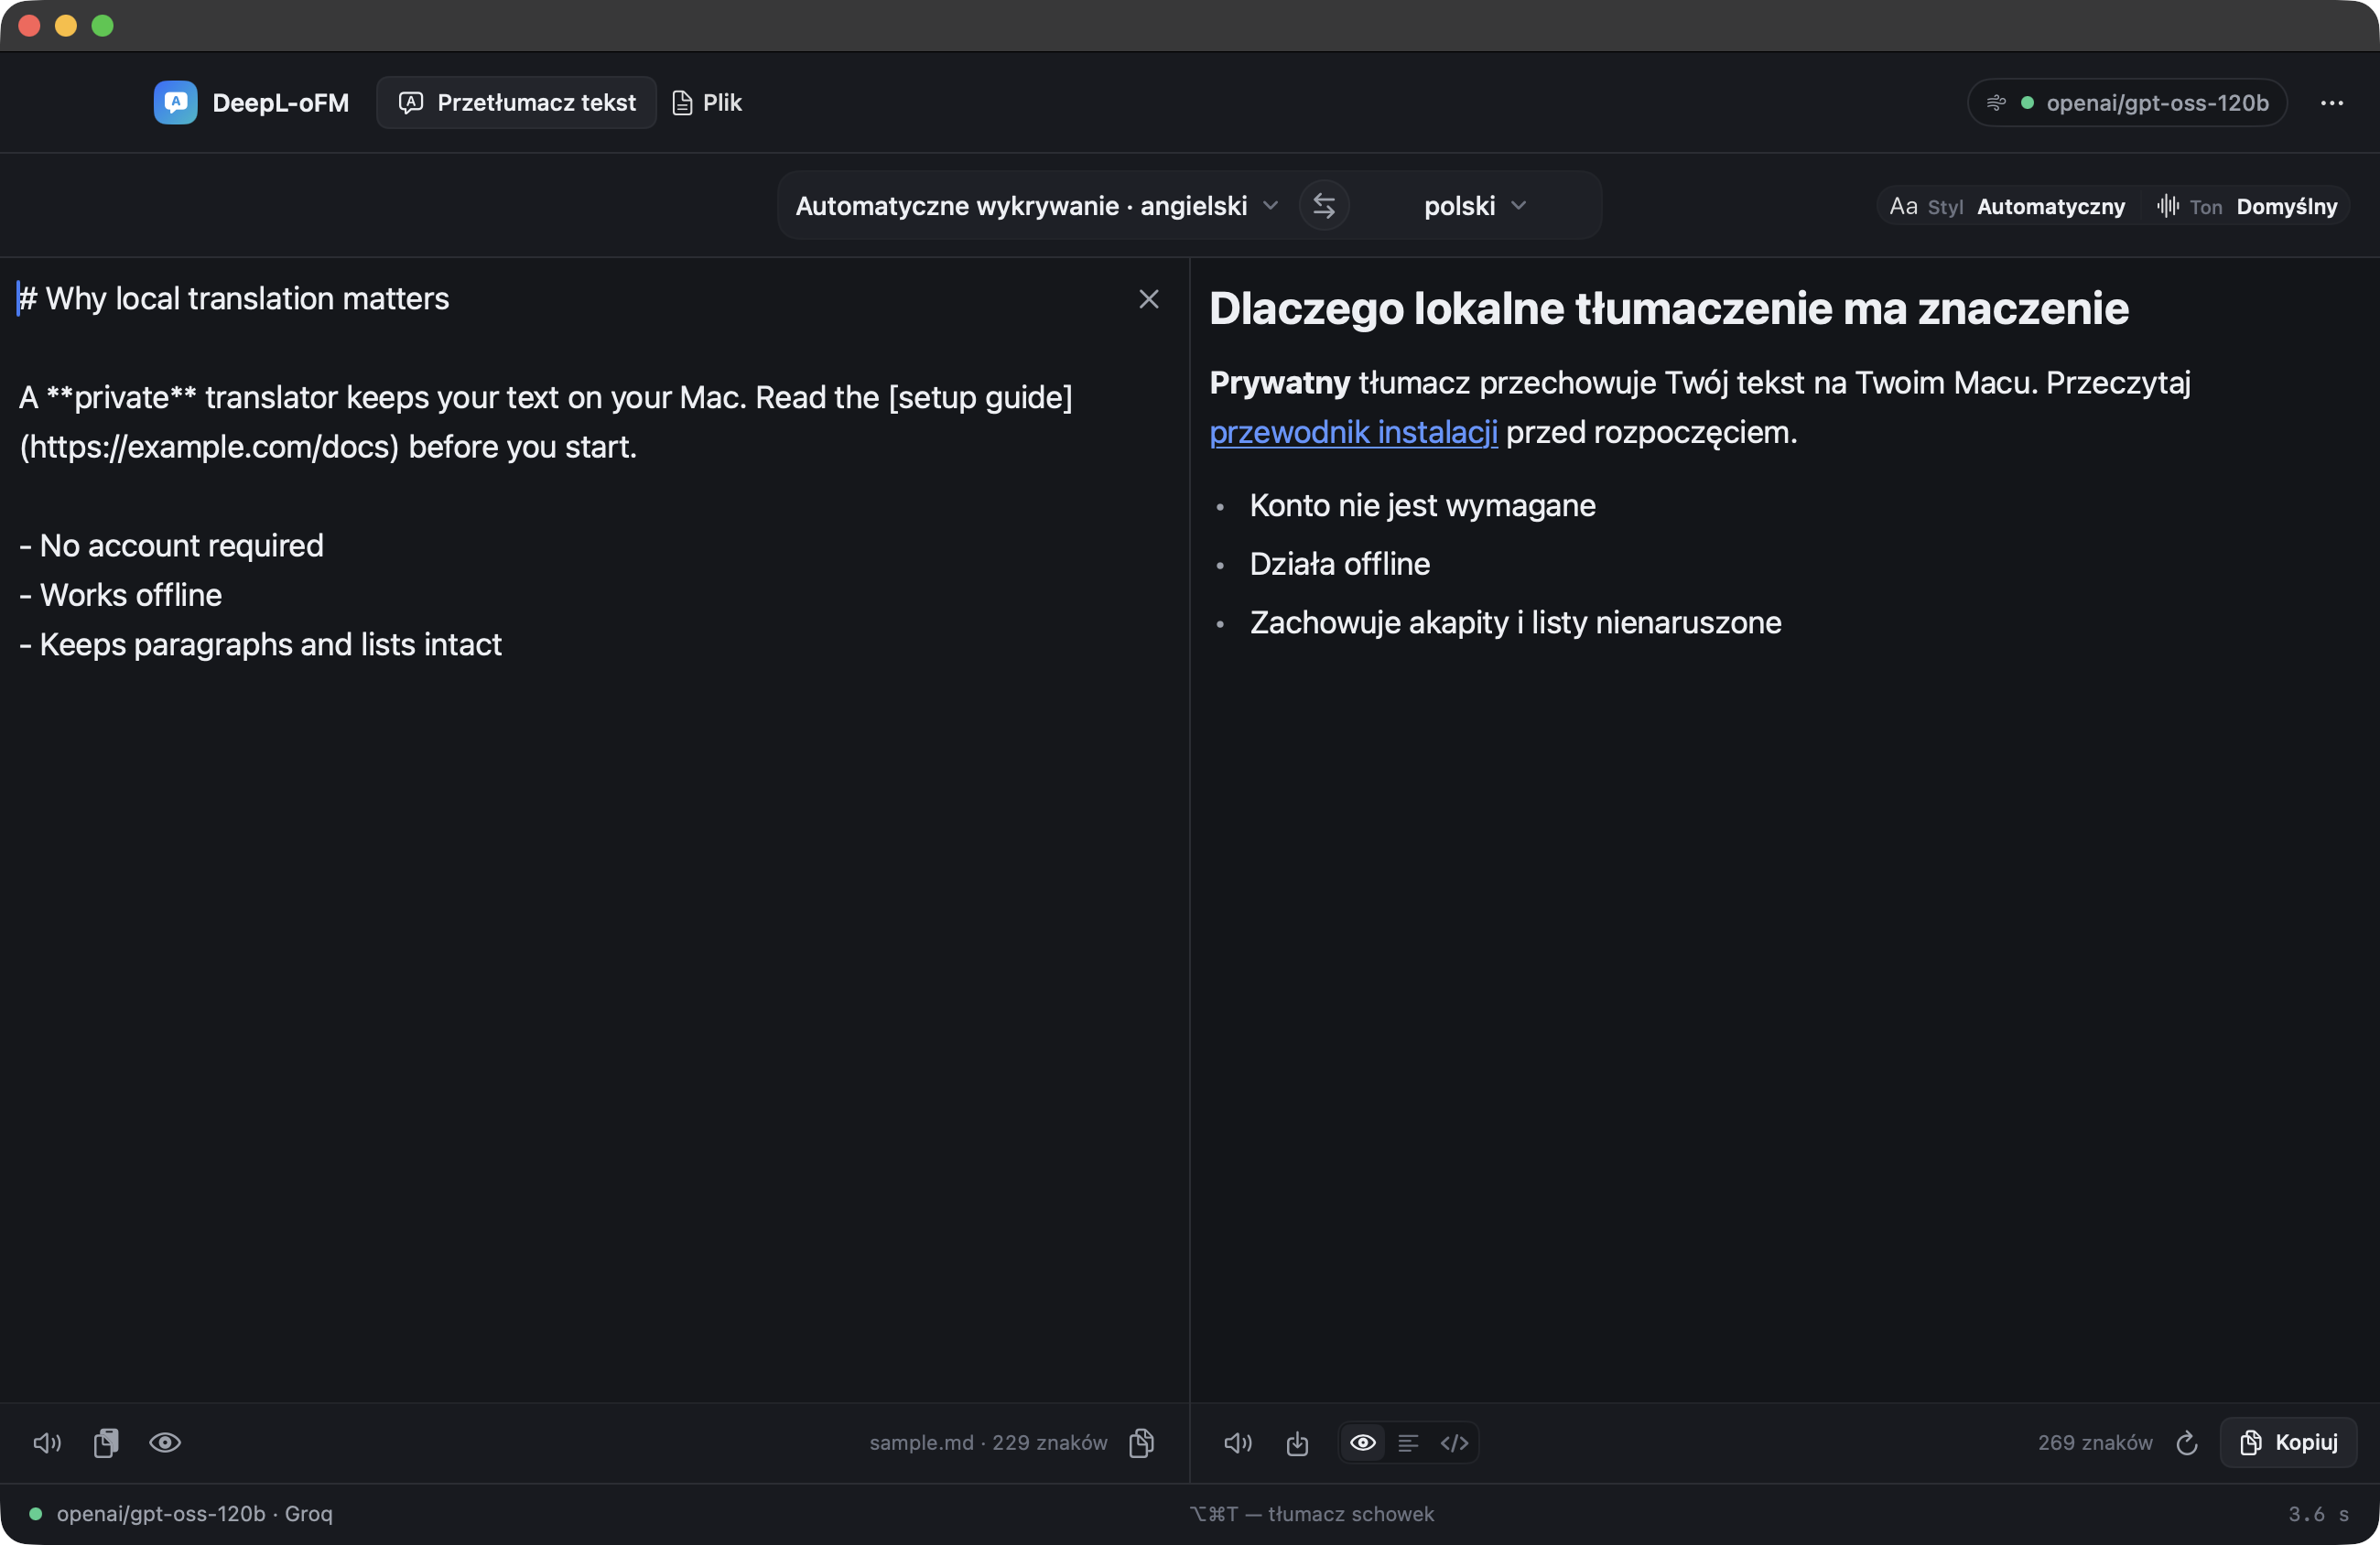 DeepL-oFM
Przetłumacz tekst
Plik
openai/gpt-oss-120b
Automatyczne wykrywanie · angielski
polski
Aa Styl Automatyczny
Ton Domyślny
# Why local translation matters
A **private** translator keeps your text on your Mac. Read the [setup guide]
(https://example.com/docs) before you start.
- No account required
- Works offline
- Keeps paragraphs and lists intact
Dlaczego lokalne tłumaczenie ma znaczenie
Prywatny tłumacz przechowuje Twój tekst na Twoim Macu. Przeczytaj
przewodnik instalacji przed rozpoczęciem.
• Konto nie jest wymagane
• Działa offline
• Zachowuje akapity i listy nienaruszone
sample.md · 229 znaków
269 znaków
Kopiuj
openai/gpt-oss-120b · Groq
⌥⌘T — tłumacz schowek
3.6 s